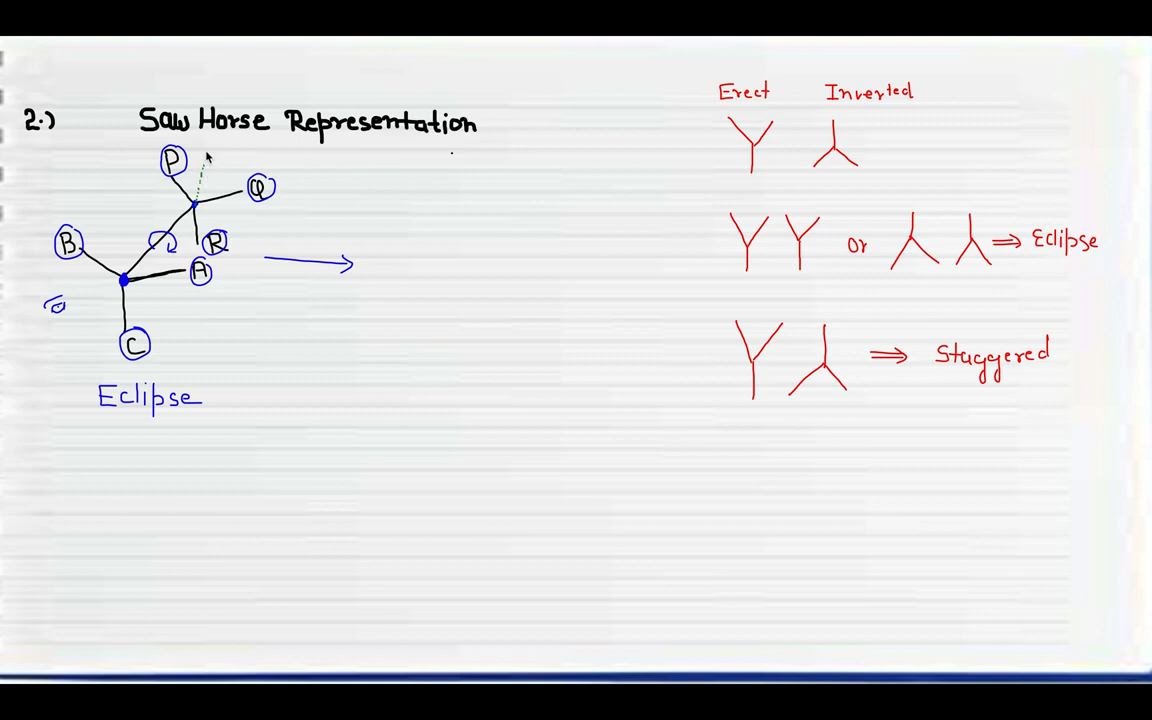 2.) Saw Horse Representation
P
Q
B
R
A
C
Eclipse
Erect Inverted
Or ⇒ Eclipse
⇒ Staggered